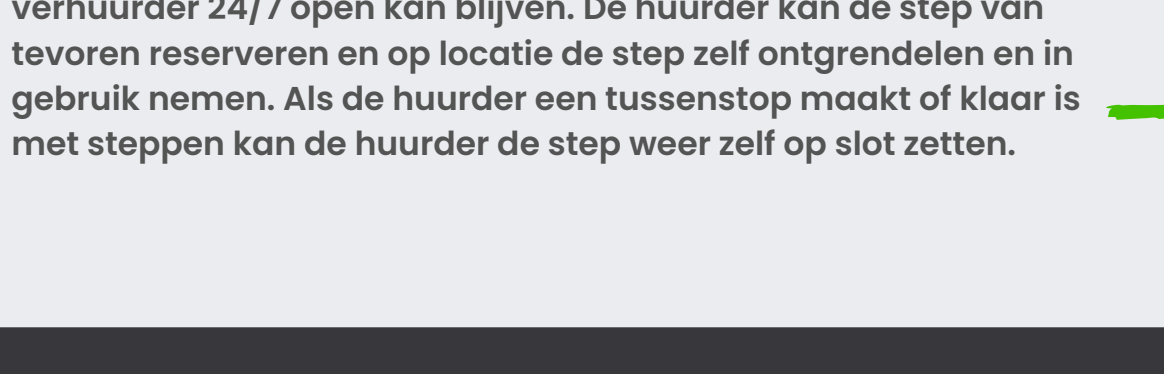 verhuurder 24/7 open kan blijven. De huurder kan de step van
tevoren reserveren en op locatie de step zelf ontgrendelen en in
gebruik nemen. Als de huurder een tussenstop maakt of klaar is
met steppen kan de huurder de step weer zelf op slot zetten.